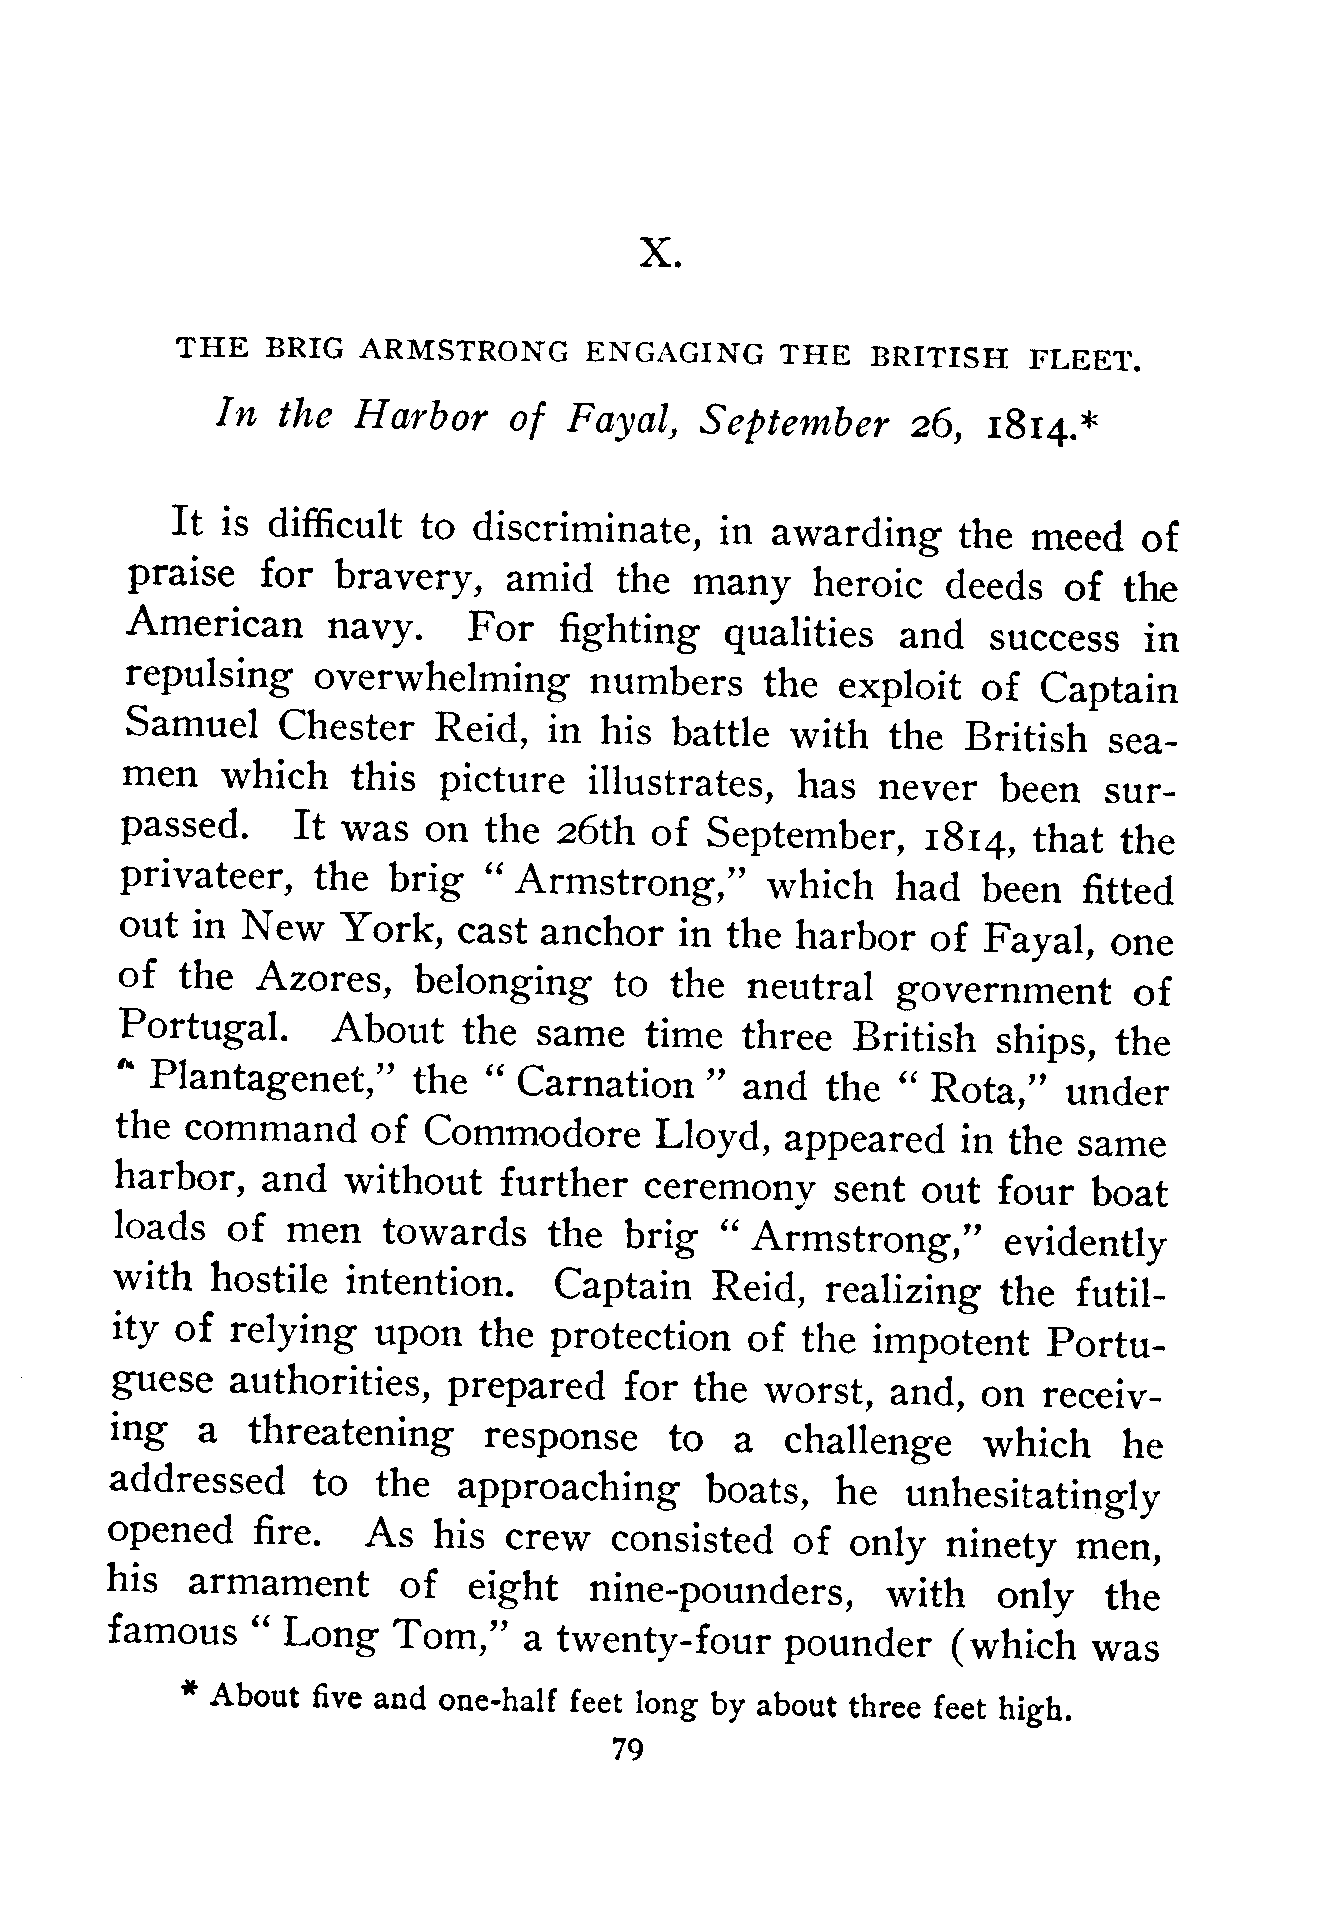 X.
THE BRIG ARMSTRONG ENGAGING THE BRITISH FLEET.
In the Harbor of Fayal, September 26, 1814.*
It is difficult to discriminate, in awarding the meed of
praise for bravery, amid the many heroic deeds of the
American navy. For fighting qualities and success in
repulsing overwhelming numbers the exploit of Captain
Samuel Chester Reid, in his battle with the British sea-
men which this picture illustrates, has never been sur-
passed. It was on the 26th of September, 1814, that the
privateer, the brig “ Armstrong,” which had been fitted
out in New York, cast anchor in the harbor of Fayal, one
of the Azores, belonging to the neutral government of
Portugal. About the same time three British ships, the
“ Plantagenet,” the “ Carnation ” and the “ Rota,” under
the command of Commodore Lloyd, appeared in the same
harbor, and without further ceremony sent out four boat
loads of men towards the brig “ Armstrong,” evidently
with hostile intention. Captain Reid, realizing the futil-
ity of relying upon the protection of the impotent Portu-
guese authorities, prepared for the worst, and, on receiv-
ing a threatening response to a challenge which he
addressed to the approaching boats, he unhesitatingly
opened fire. As his crew consisted of only ninety men,
his armament of eight nine-pounders, with only the
famous “ Long Tom,” a twenty-four pounder (which was
* About five and one-half feet long by about three feet high.
79